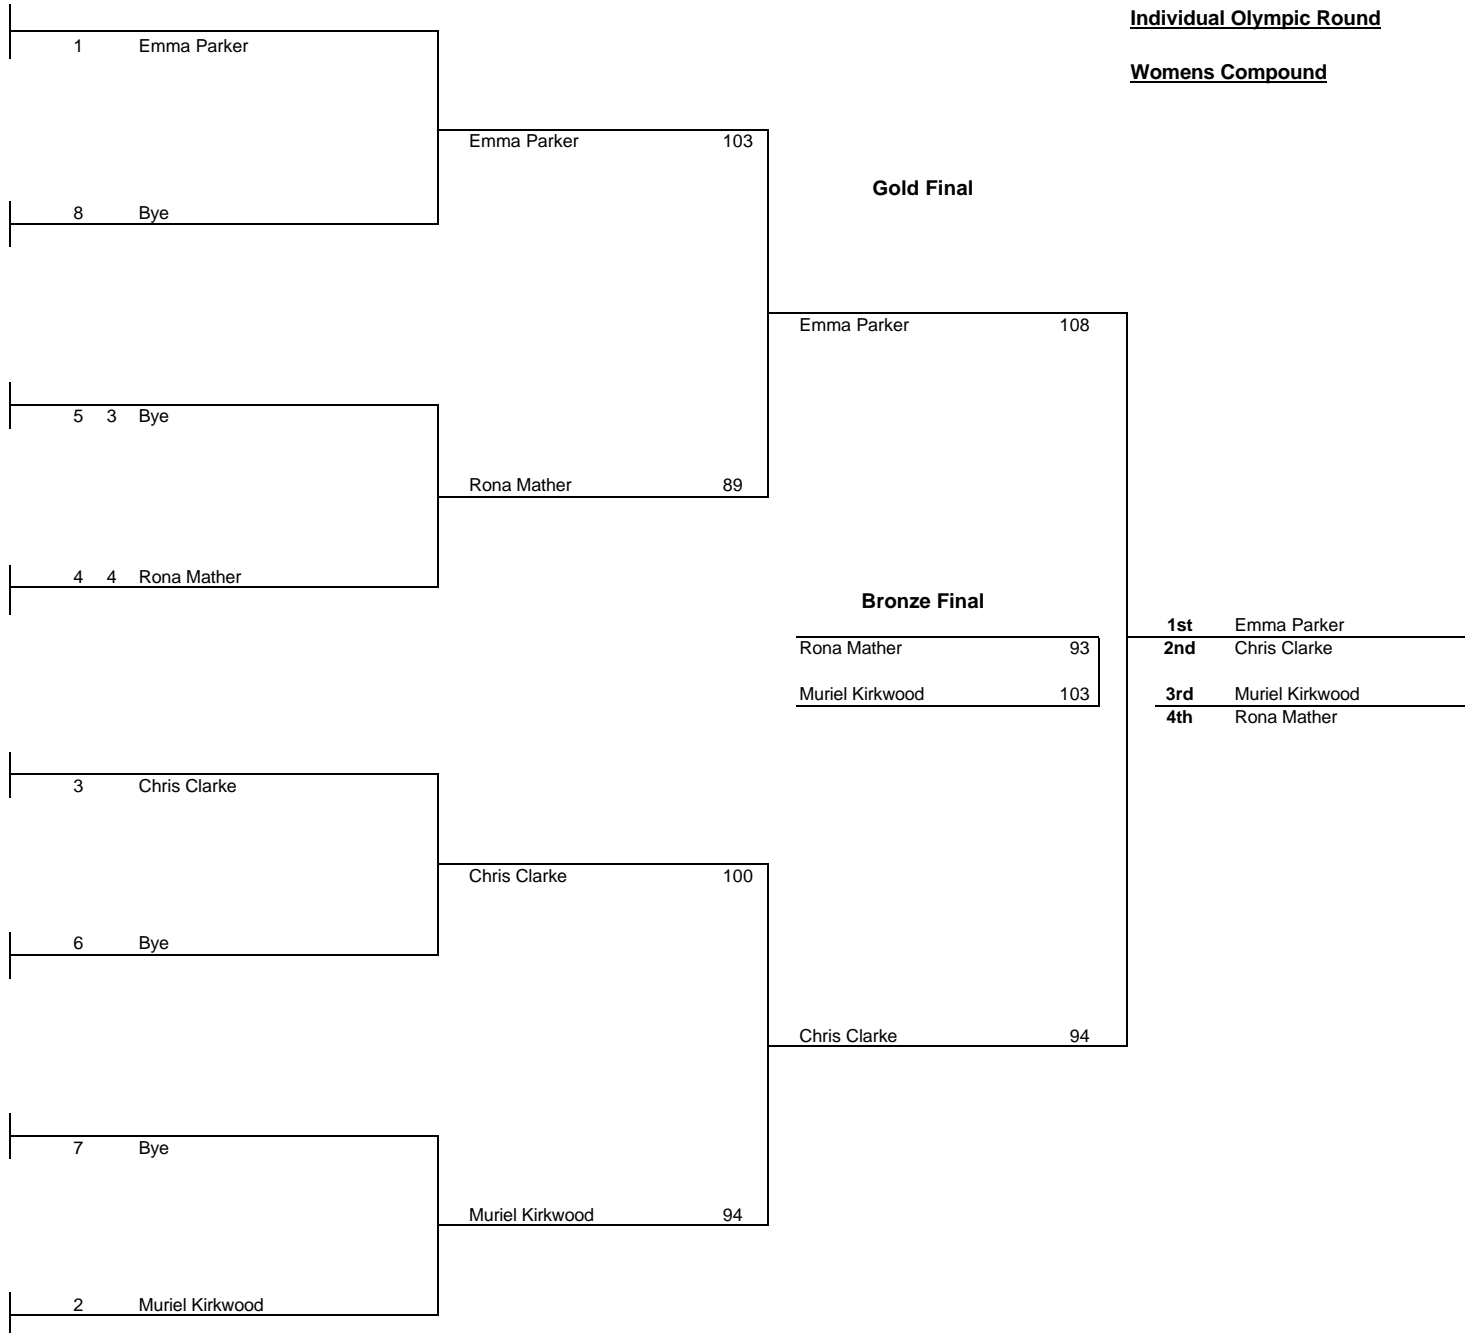 Individual Olympic Round
1 Emma Parker
Womens Compound
Emma Parker 103
Gold Final
8 Bye
Emma Parker 108
5 3 Bye
Rona Mather 89
4 4 Rona Mather
Bronze Final
1st Emma Parker
Rona Mather 93
2nd Chris Clarke
Muriel Kirkwood 103
3rd Muriel Kirkwood
4th Rona Mather
3 Chris Clarke
Chris Clarke 100
6 Bye
Chris Clarke 94
7 Bye
Muriel Kirkwood 94
2 Muriel Kirkwood